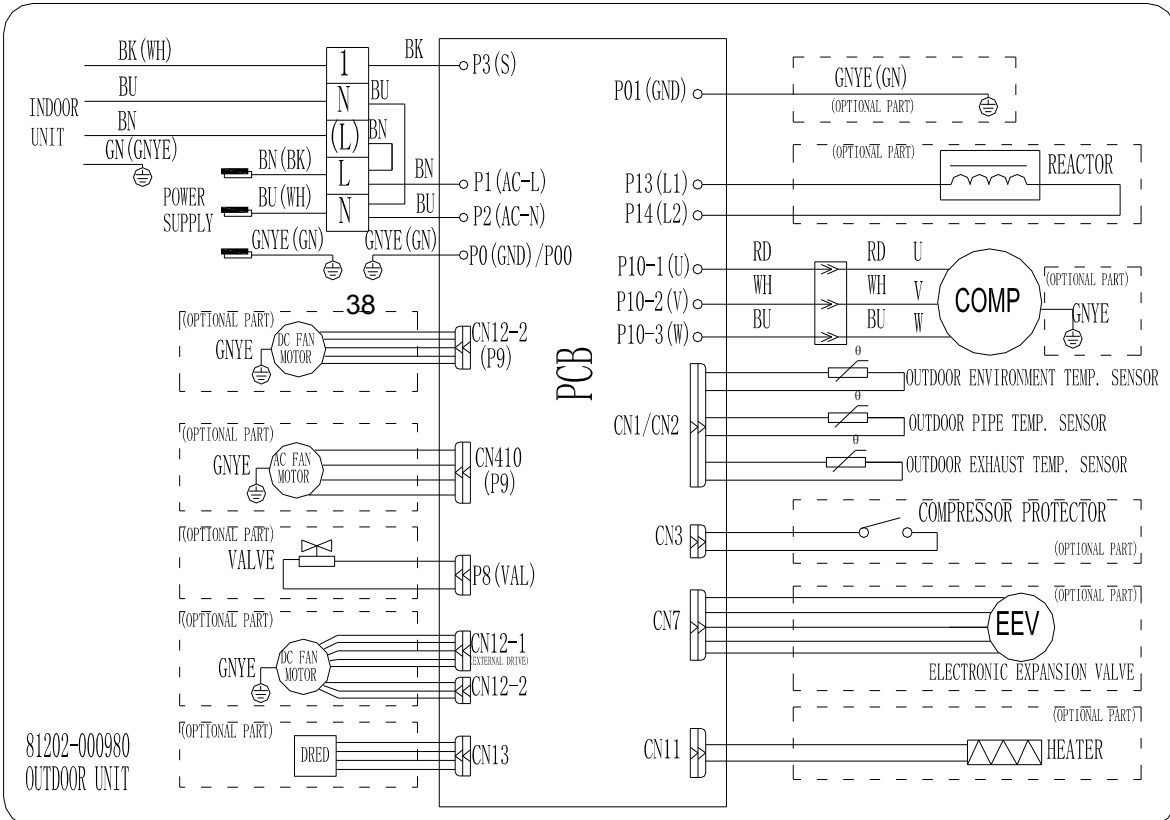 BK(WH)
BU
INDOOR
UNIT
BN
GN(GNYE)
1
N
(L)
L
N
BK
BU
BN
BN
BU
P3(S)
P1(AC-L)
P2(AC-N)
P0(GND)/P00
BN(BK)
POWER
SUPPLY
BU(WH)
GNYE(GN)
GNYE(GN)
38
(OPTIONAL PART)
GNYE
DC FAN
MOTOR
CN12-2
(P9)
(OPTIONAL PART)
GNYE
AC FAN
MOTOR
CN410
(P9)
(OPTIONAL PART)
VALVE
P8(VAL)
(OPTIONAL PART)
GNYE
DC FAN
MOTOR
CN12-1
(EXTERNAL DRIVE)
CN12-2
(OPTIONAL PART)
DRED
CN13
81202-000980
OUTDOOR UNIT
PCB
P01(GND)
GNYE(GN)
(OPTIONAL PART)
(OPTIONAL PART)
REACTOR
P13(L1)
P14(L2)
P10-1(U)
P10-2(V)
P10-3(W)
RD
WH
BU
RD
WH
BU
U
V
W
COMP
(OPTIONAL PART)
GNYE
CN1/CN2
θ
OUTDOOR ENVIRONMENT TEMP. SENSOR
θ
OUTDOOR PIPE TEMP. SENSOR
θ
OUTDOOR EXHAUST TEMP. SENSOR
CN3
COMPRESSOR PROTECTOR
(OPTIONAL PART)
CN7
(OPTIONAL PART)
EEV
ELECTRONIC EXPANSION VALVE
(OPTIONAL PART)
CN11
HEATER